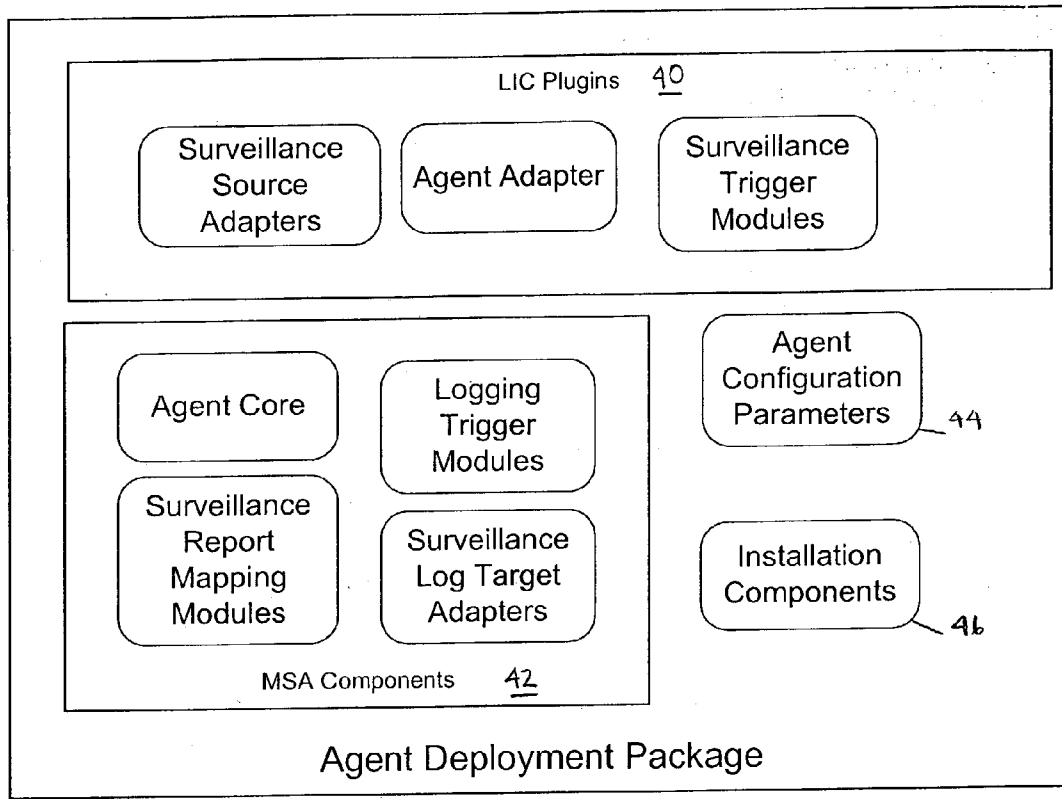 LIC Plugins 40
Surveillance
Source
Adapters
Agent Adapter
Surveillance
Trigger
Modules
Agent Core
Logging
Trigger
Modules
Surveillance
Report
Mapping
Modules
Surveillance
Log Target
Adapters
MSA Components 42
Agent
Configuration
Parameters
44
Installation
Components
46
Agent Deployment Package